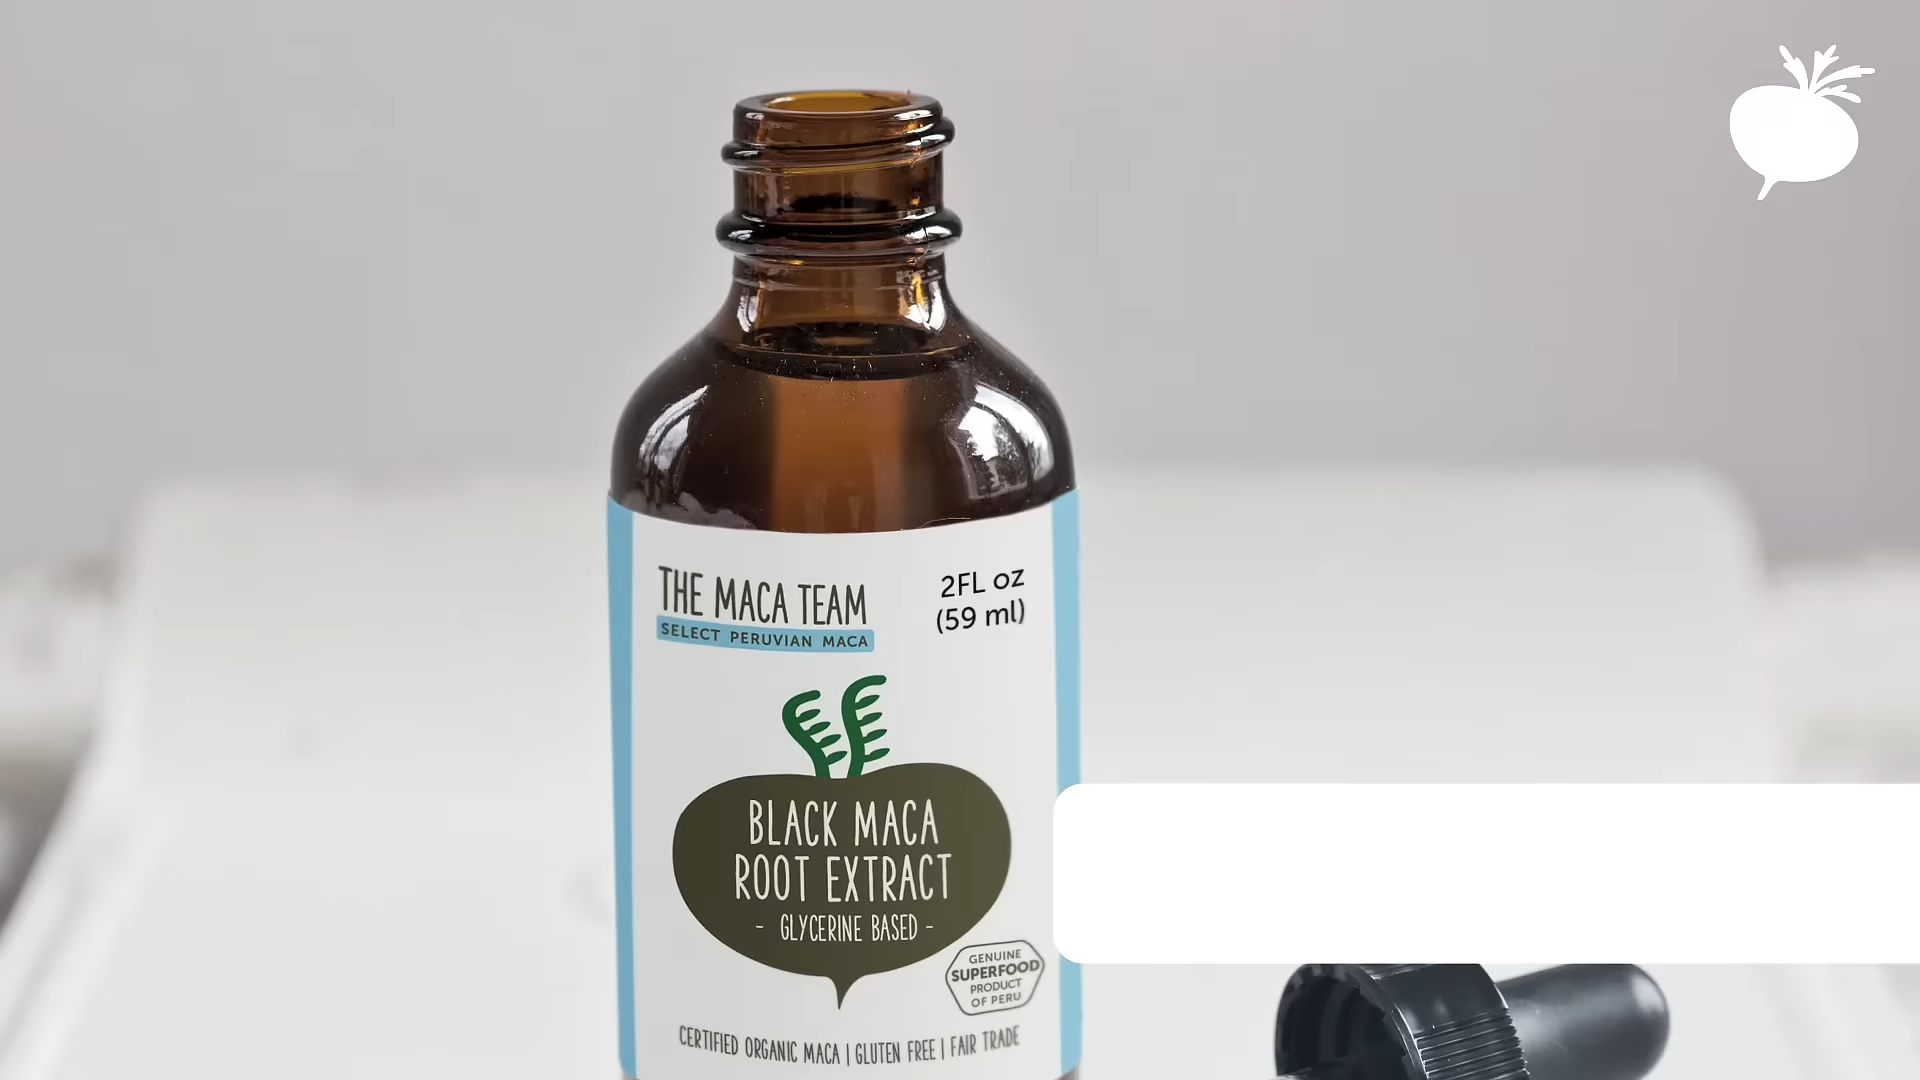 THE MACA TEAM
SELECT PERUVIAN MACA
2FL oz
(59 ml)
BLACK MACA
ROOT EXTRACT
- GLYCERINE BASED -
GENUINE
SUPERFOOD
PRODUCT
OF PERU
CERTIFIED ORGANIC MACA | GLUTEN FREE | FAIR TRADE